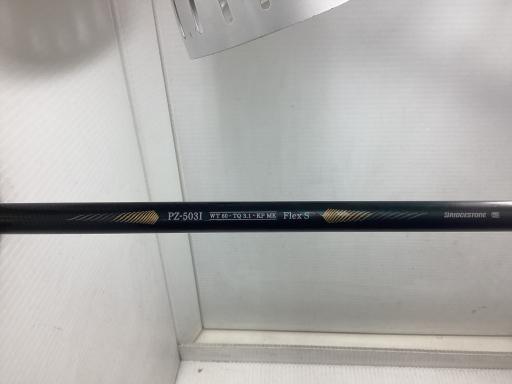 PZ-503I WT 60 - TQ 3.1 - KP MK Flex S BRIDGESTONE